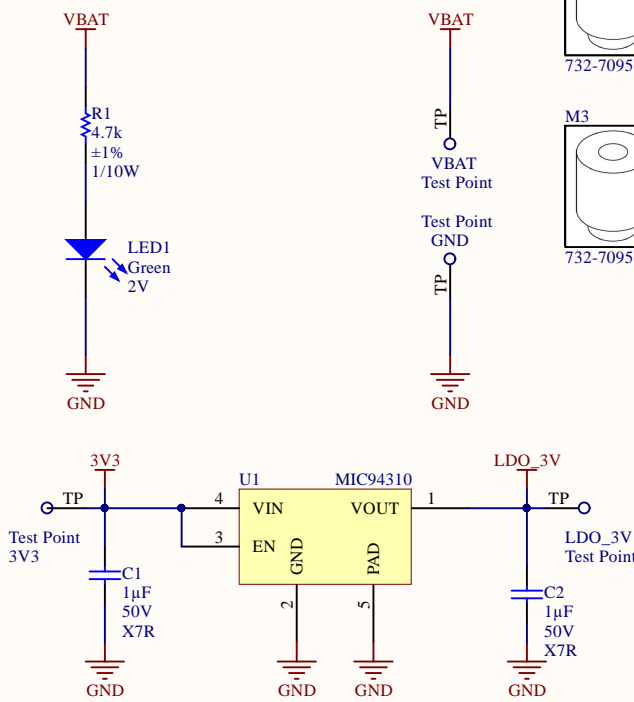 VBAT
R1
4.7k
±1%
1/10W
LED1
Green
2V
GND
VBAT
TP
VBAT
Test Point
Test Point
GND
TP
GND
732-7095
M3
732-7095
3V3
TP
Test Point
3V3
C1
1µF
50V
X7R
GND
U1
MIC94310
4
VIN
3
EN
VOUT
1
GND
PAD
2
5
GND
GND
LDO_3V
TP
LDO_3V
Test Point
C2
1µF
50V
X7R
GND